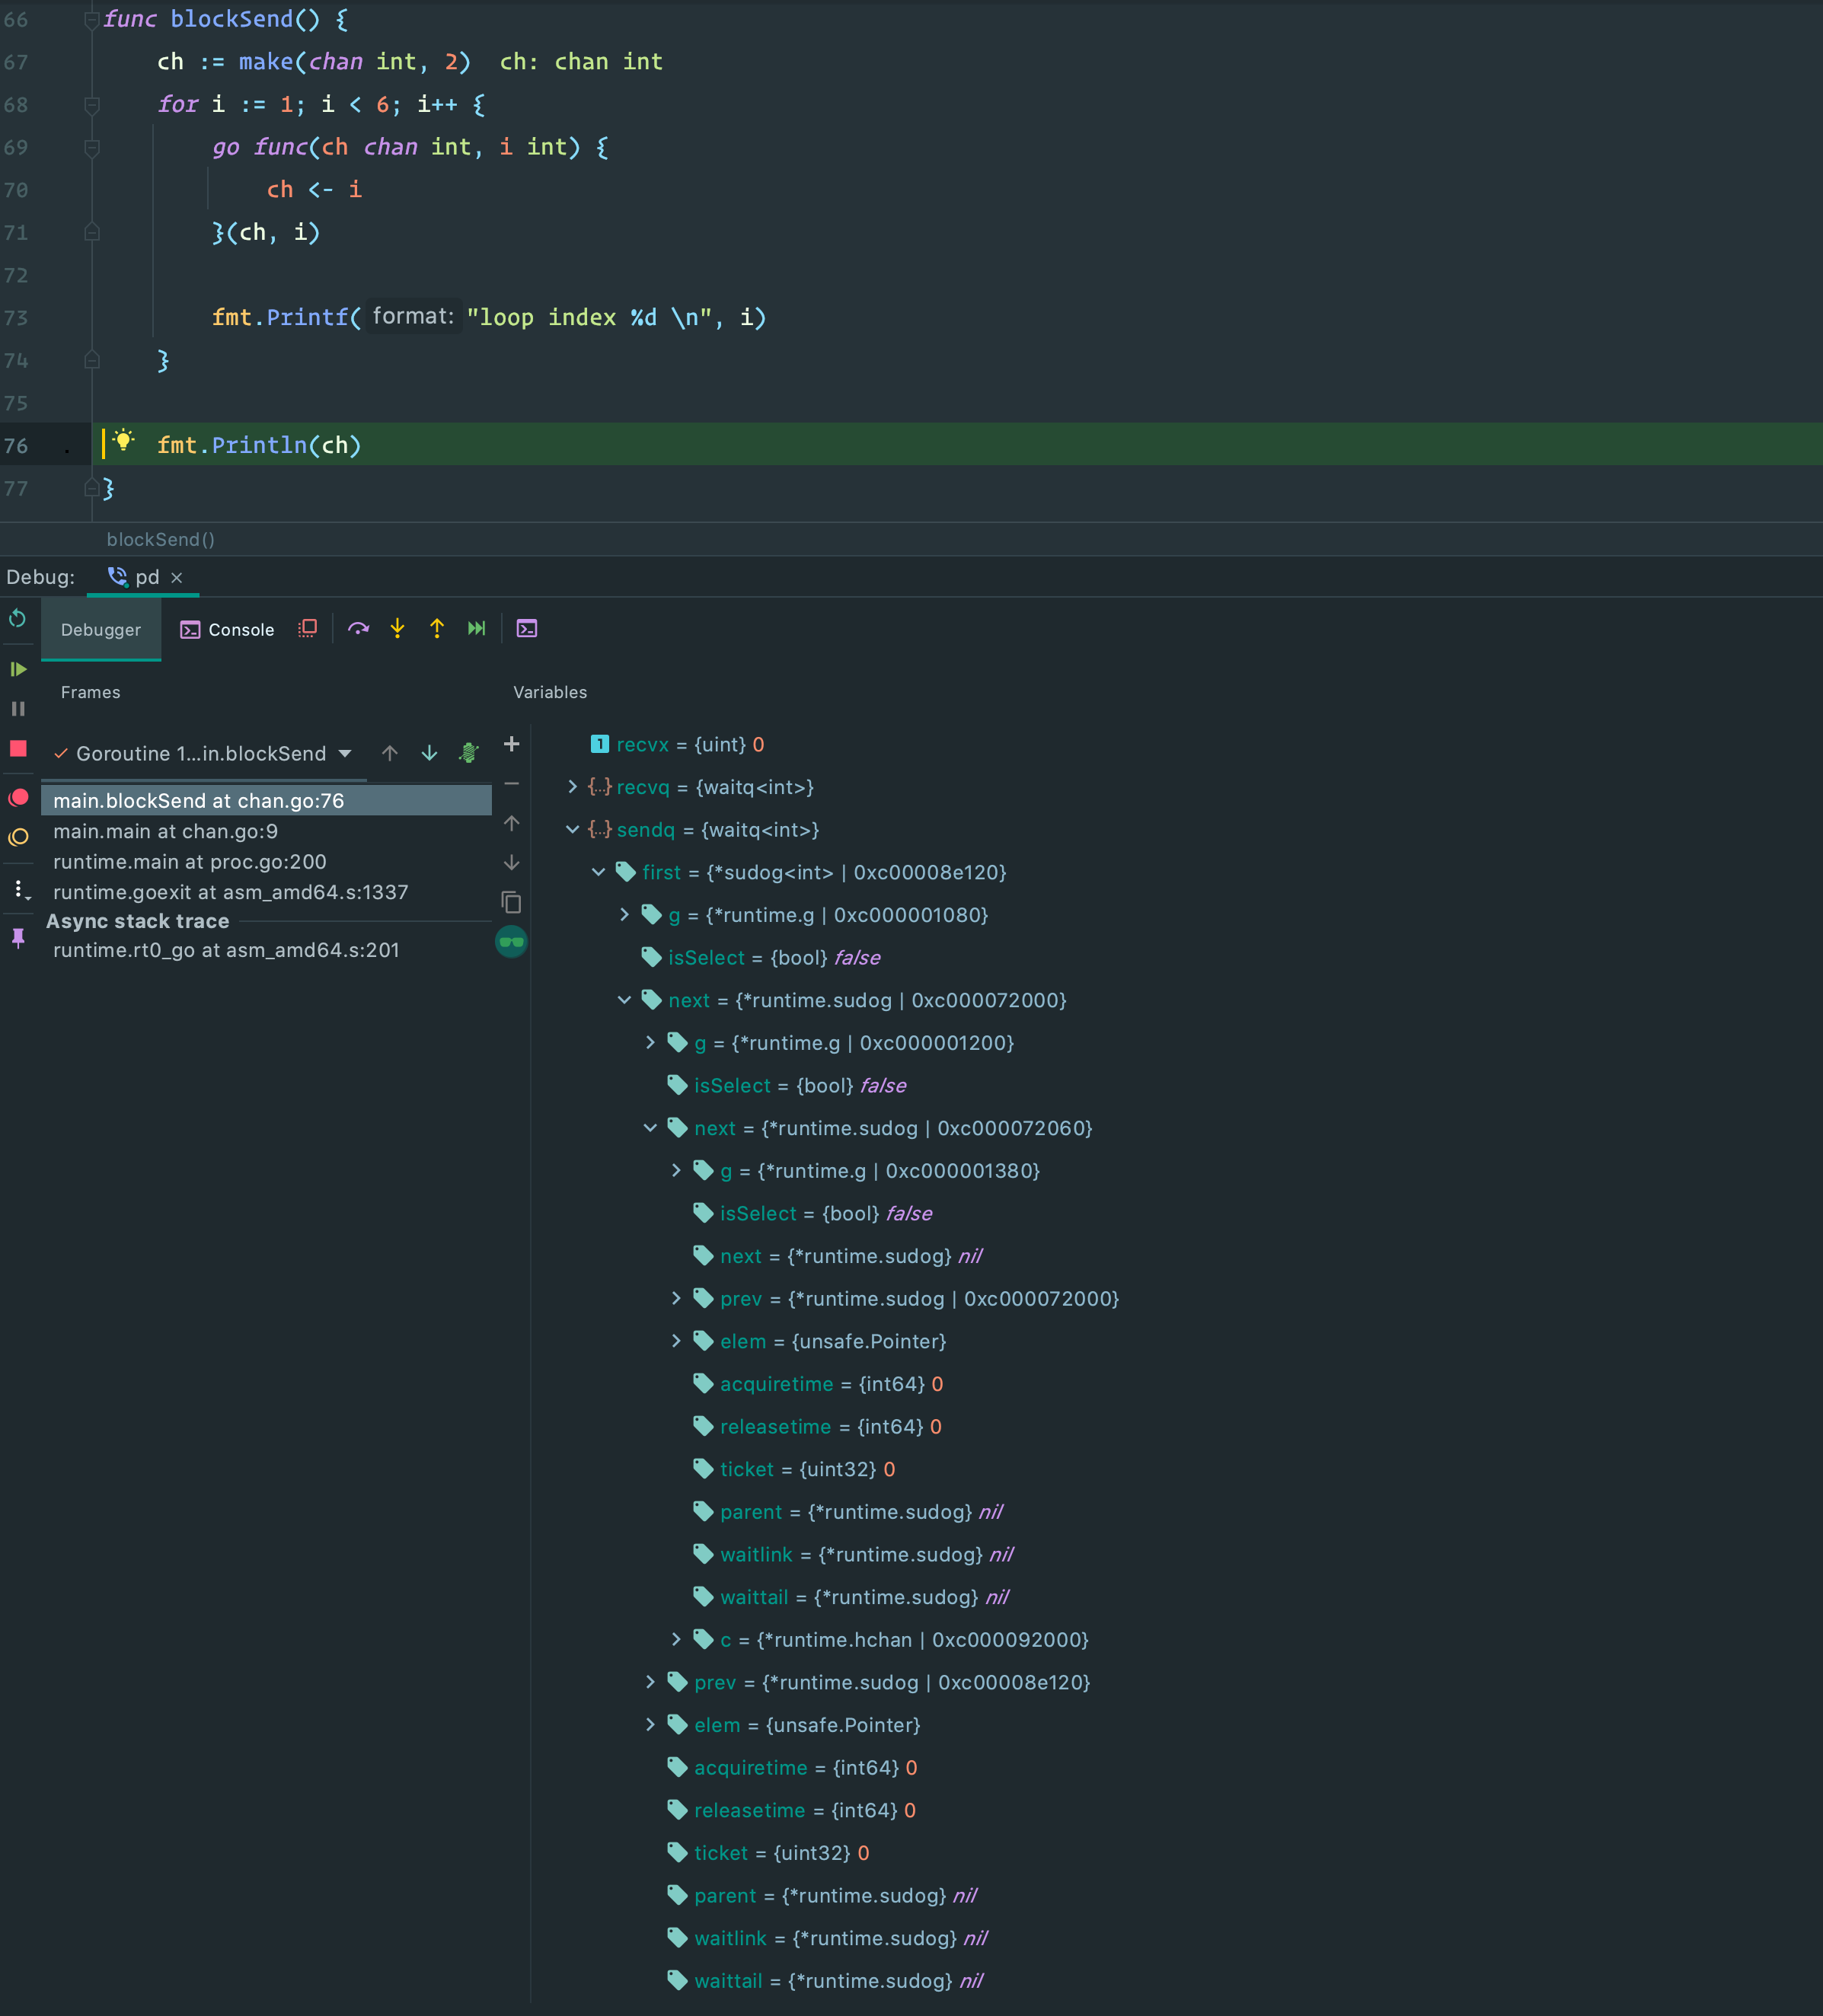 66 func blockSend() {
67 ch := make(chan int, 2)  ch: chan int
68 for i := 1; i < 6; i++ {
69 go func(ch chan int, i int) {
70 ch <- i
71 }(ch, i)
72
73 fmt.Printf( format: "loop index %d \n", i)
74 }
75
76 fmt.Println(ch)
77 }
blockSend()
Debug: pd ×
Debugger Console
Frames
Variables
Goroutine 1...in.blockSend
main.blockSend at chan.go:76
main.main at chan.go:9
runtime.main at proc.go:200
runtime.goexit at asm_amd64.s:1337
Async stack trace
runtime.rt0_go at asm_amd64.s:201
recvx = {uint} 0
recvq = {waitq<int>}
sendq = {waitq<int>}
first = {*sudog<int> | 0xc00008e120}
g = {*runtime.g | 0xc000001080}
isSelect = {bool} false
next = {*runtime.sudog | 0xc000072000}
g = {*runtime.g | 0xc000001200}
isSelect = {bool} false
next = {*runtime.sudog | 0xc000072060}
g = {*runtime.g | 0xc000001380}
isSelect = {bool} false
next = {*runtime.sudog} nil
prev = {*runtime.sudog | 0xc000072000}
elem = {unsafe.Pointer}
acquiretime = {int64} 0
releasetime = {int64} 0
ticket = {uint32} 0
parent = {*runtime.sudog} nil
waitlink = {*runtime.sudog} nil
waittail = {*runtime.sudog} nil
c = {*runtime.hchan | 0xc000092000}
prev = {*runtime.sudog | 0xc00008e120}
elem = {unsafe.Pointer}
acquiretime = {int64} 0
releasetime = {int64} 0
ticket = {uint32} 0
parent = {*runtime.sudog} nil
waitlink = {*runtime.sudog} nil
waittail = {*runtime.sudog} nil